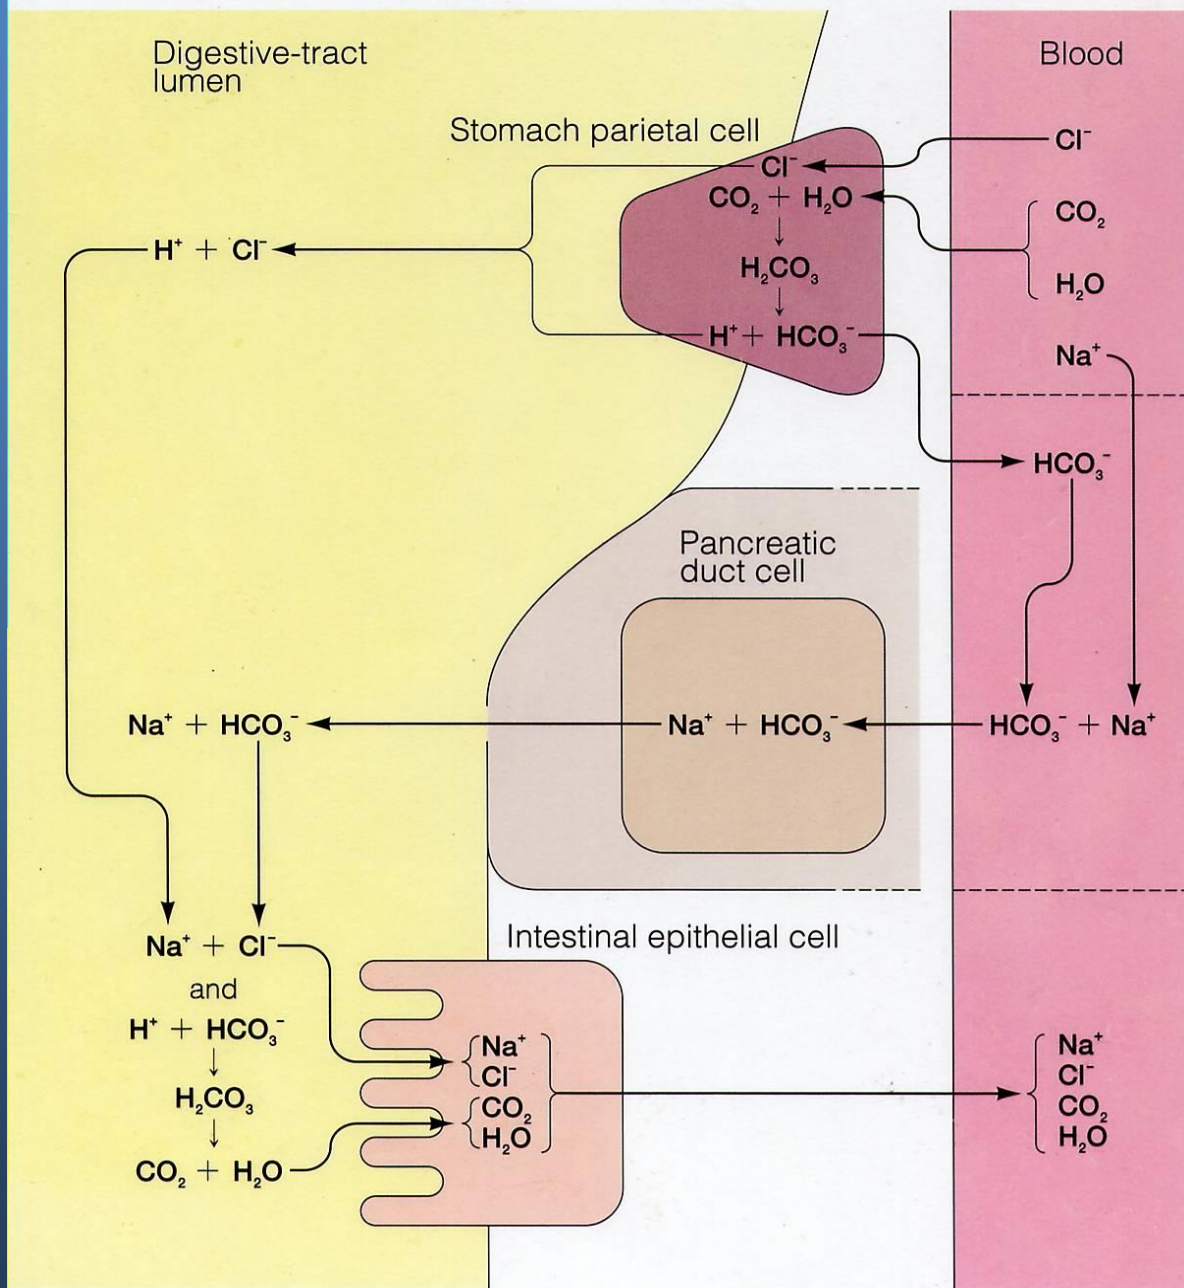 Digestive-tract
lumen
Blood
Stomach parietal cell
Cl⁻
Cl⁻
CO₂ + H₂O
CO₂
H⁺ + Cl⁻
H₂CO₃
H₂O
H⁺ + HCO₃⁻
Na⁺
HCO₃⁻
Pancreatic
duct cell
Na⁺ + HCO₃⁻
Na⁺ + HCO₃⁻
HCO₃⁻ + Na⁺
Intestinal epithelial cell
Na⁺ + Cl⁻
and
H⁺ + HCO₃⁻
H₂CO₃
CO₂ + H₂O
Na⁺
Cl⁻
CO₂
H₂O
Na⁺
Cl⁻
CO₂
H₂O